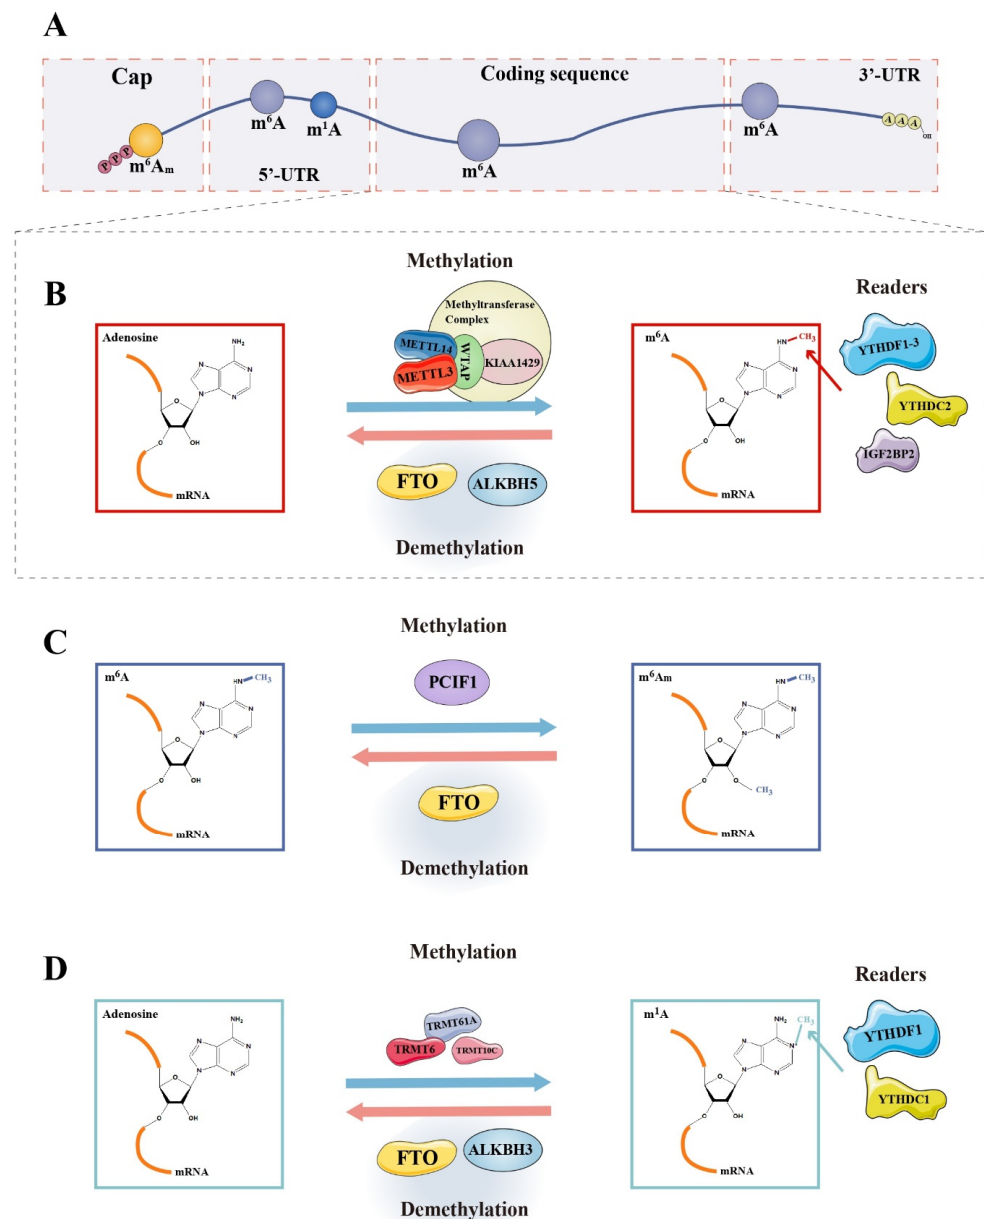 A
Cap
Coding sequence
3’-UTR
m⁶A
m¹A
m⁶A
A A A
OH
P P P
m⁶Am
m⁶A
5’-UTR
B
Methylation
Readers
Methyltransferase
Complex
METTL14
METTL3
WTAP
KIAA1429
Adenosine
NH₂
N
N
N
N
O
O
OH
mRNA
m⁶A
HN
CH₃
N
N
N
N
O
O
OH
mRNA
YTHDF1-3
YTHDC2
IGF2BP2
FTO
ALKBH5
Demethylation
C
Methylation
PCIF1
m⁶A
HN
CH₃
N
N
N
N
O
O
OH
mRNA
m⁶Am
HN
CH₃
N
N
N
N
O
O
O
CH₃
mRNA
FTO
Demethylation
D
Methylation
Readers
TRMT61A
TRMT6
TRMT10C
Adenosine
NH₂
N
N
N
N
O
O
OH
mRNA
m¹A
NH₂
CH₃
N
N
N
N
O
O
OH
mRNA
YTHDF1
YTHDC1
FTO
ALKBH3
Demethylation